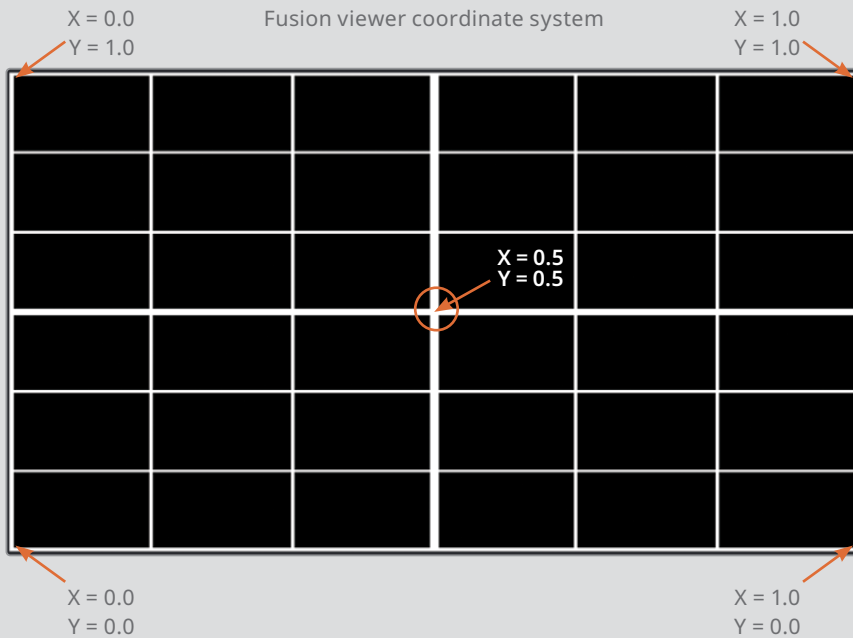 X = 0.0
Y = 1.0
Fusion viewer coordinate system
X = 1.0
Y = 1.0
X = 0.5
Y = 0.5
X = 0.0
Y = 0.0
X = 1.0
Y = 0.0